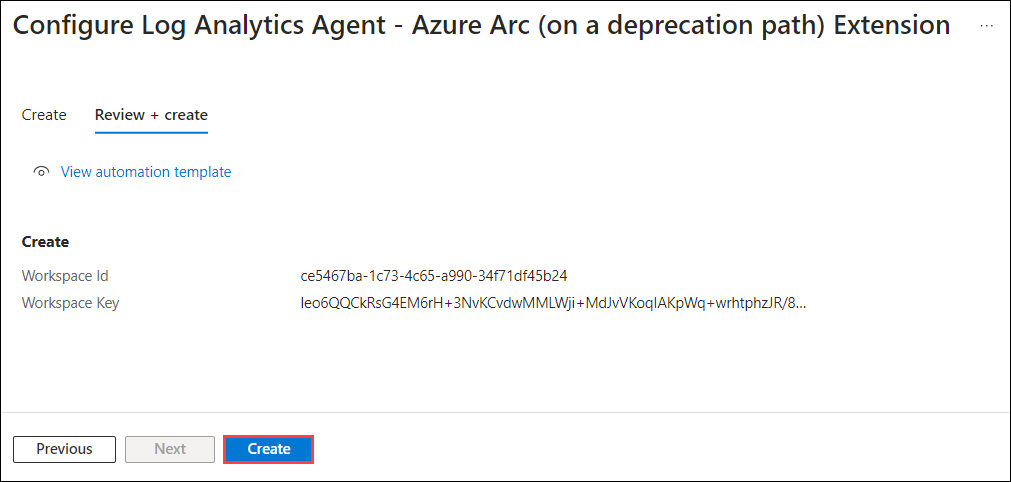 Configure Log Analytics Agent - Azure Arc (on a deprecation path) Extension ...
Create Review + create
View automation template
Create
Workspace Id ce5467ba-1c73-4c65-a990-34f71df45b24
Workspace Key Ieo6QQCkRsG4EM6rH+3NvKCvdwMMLWji+MdJvVKoqIAKpWq+wrhtphzJR/8...
Previous Next Create